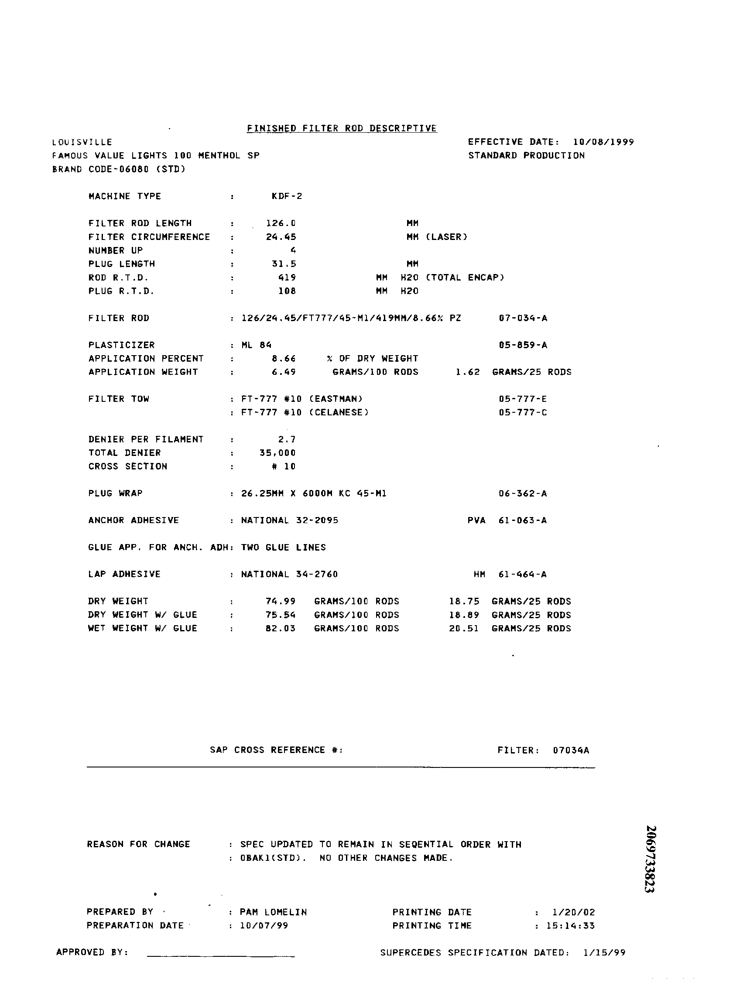 FINISHED FILTER ROD DESCRIPTIVE
LOUISVILLE EFFECTIVE DATE: 10/08/1999
FAMOUS VALUE LIGHTS 100 MENTHOL SP STANDARD PRODUCTION
BRAND CODE-06080 (STD)
MACHINE TYPE : KDF-2
FILTER ROD LENGTH : 126.0 MM
FILTER CIRCUMFERENCE : 24.45 MM (LASER)
NUMBER UP : 4
PLUG LENGTH : 31.5 MM
ROD R.T.D. : 419 MM H2O (TOTAL ENCAP)
PLUG R.T.D. : 108 MM H2O
FILTER ROD : 126/24.45/FT777/45-M1/419MM/8.66% PZ 07-034-A
PLASTICIZER : ML 84 05-859-A
APPLICATION PERCENT : 8.66 % OF DRY WEIGHT
APPLICATION WEIGHT : 6.49 GRAMS/100 RODS 1.62 GRAMS/25 RODS
FILTER TOW : FT-777 #10 (EASTMAN) 05-777-E
: FT-777 #10 (CELANESE) 05-777-C
DENIER PER FILAMENT : 2.7
TOTAL DENIER : 35,000
CROSS SECTION : # 10
PLUG WRAP : 26.25MM X 6000M KC 45-M1 06-362-A
ANCHOR ADHESIVE : NATIONAL 32-2095 PVA 61-063-A
GLUE APP. FOR ANCH. ADH: TWO GLUE LINES
LAP ADHESIVE : NATIONAL 34-2760 HM 61-464-A
DRY WEIGHT : 74.99 GRAMS/100 RODS 18.75 GRAMS/25 RODS
DRY WEIGHT W/ GLUE : 75.54 GRAMS/100 RODS 18.89 GRAMS/25 RODS
WET WEIGHT W/ GLUE : 82.03 GRAMS/100 RODS 20.51 GRAMS/25 RODS
SAP CROSS REFERENCE #: FILTER: 07034A
REASON FOR CHANGE : SPEC UPDATED TO REMAIN IN SEQENTIAL ORDER WITH
: OBAK1(STD). NO OTHER CHANGES MADE.
2069733823
PREPARED BY : PAM LOMELIN PRINTING DATE : 1/20/02
PREPARATION DATE : 10/07/99 PRINTING TIME : 15:14:33
APPROVED BY: SUPERCEDES SPECIFICATION DATED: 1/15/99